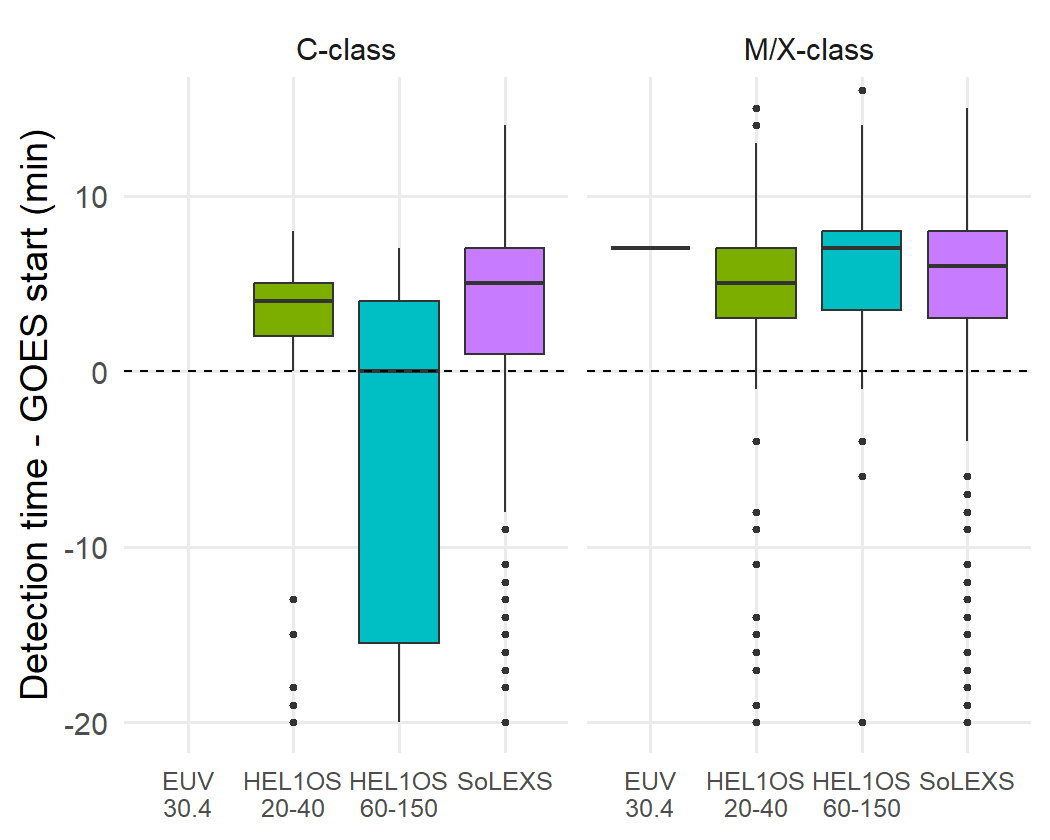 C-class
M/X-class
Detection time - GOES start (min)
10
0
-10
-20
EUV
30.4
HEL1OS
20-40
HEL1OS
60-150
SoLEXS
EUV
30.4
HEL1OS
20-40
HEL1OS
60-150
SoLEXS